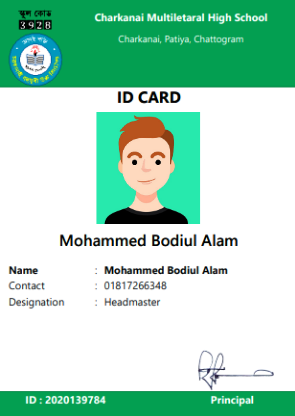 স্কুল কোড
3928
Charkanai Multiletaral High School
Charkanai, Patiya, Chattogram
ID CARD
Mohammed Bodiul Alam
Name : Mohammed Bodiul Alam
Contact : 01817266348
Designation : Headmaster
ID : 2020139784
Principal